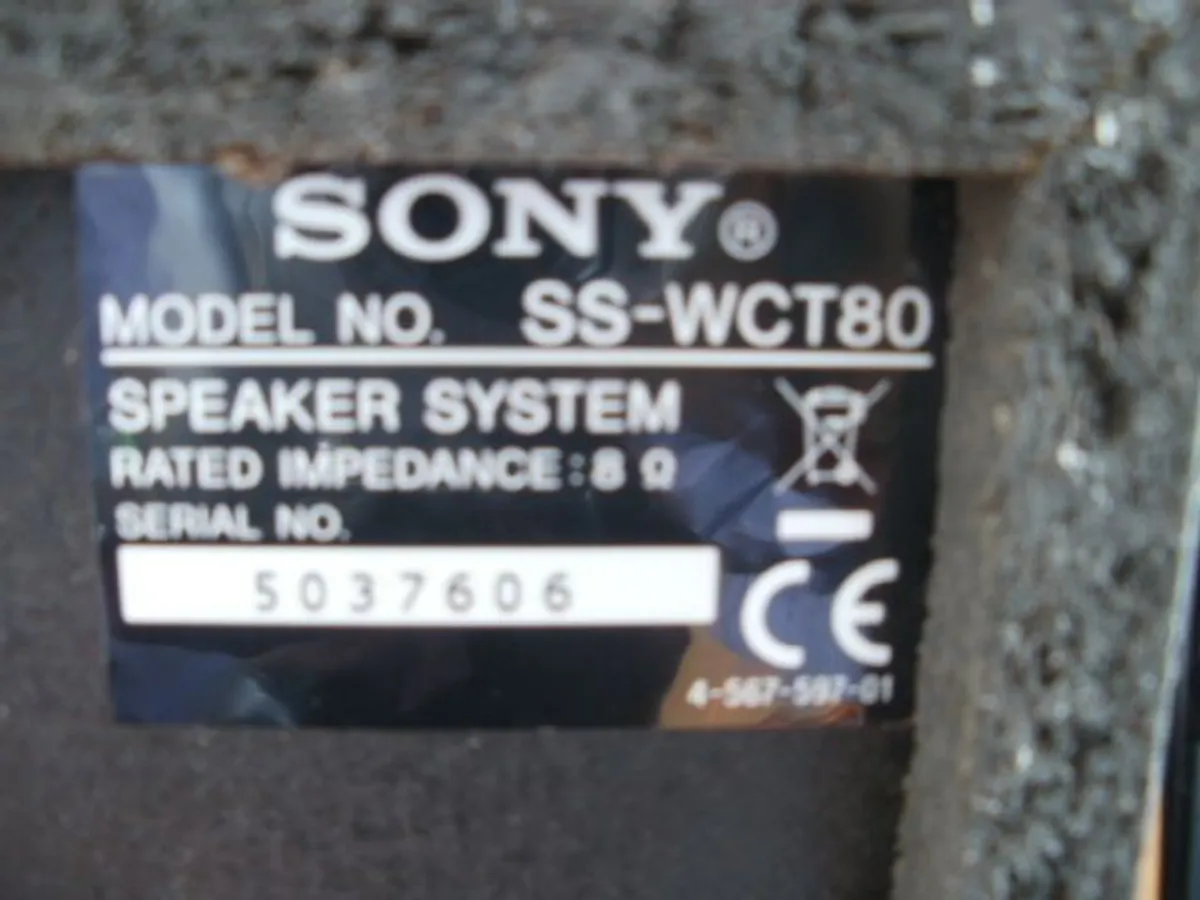 SONY®
MODEL NO. SS-WCT80
SPEAKER SYSTEM
RATED IMPEDANCE : 8 Ω
SERIAL NO.
5037606
CE
4-567-597-01